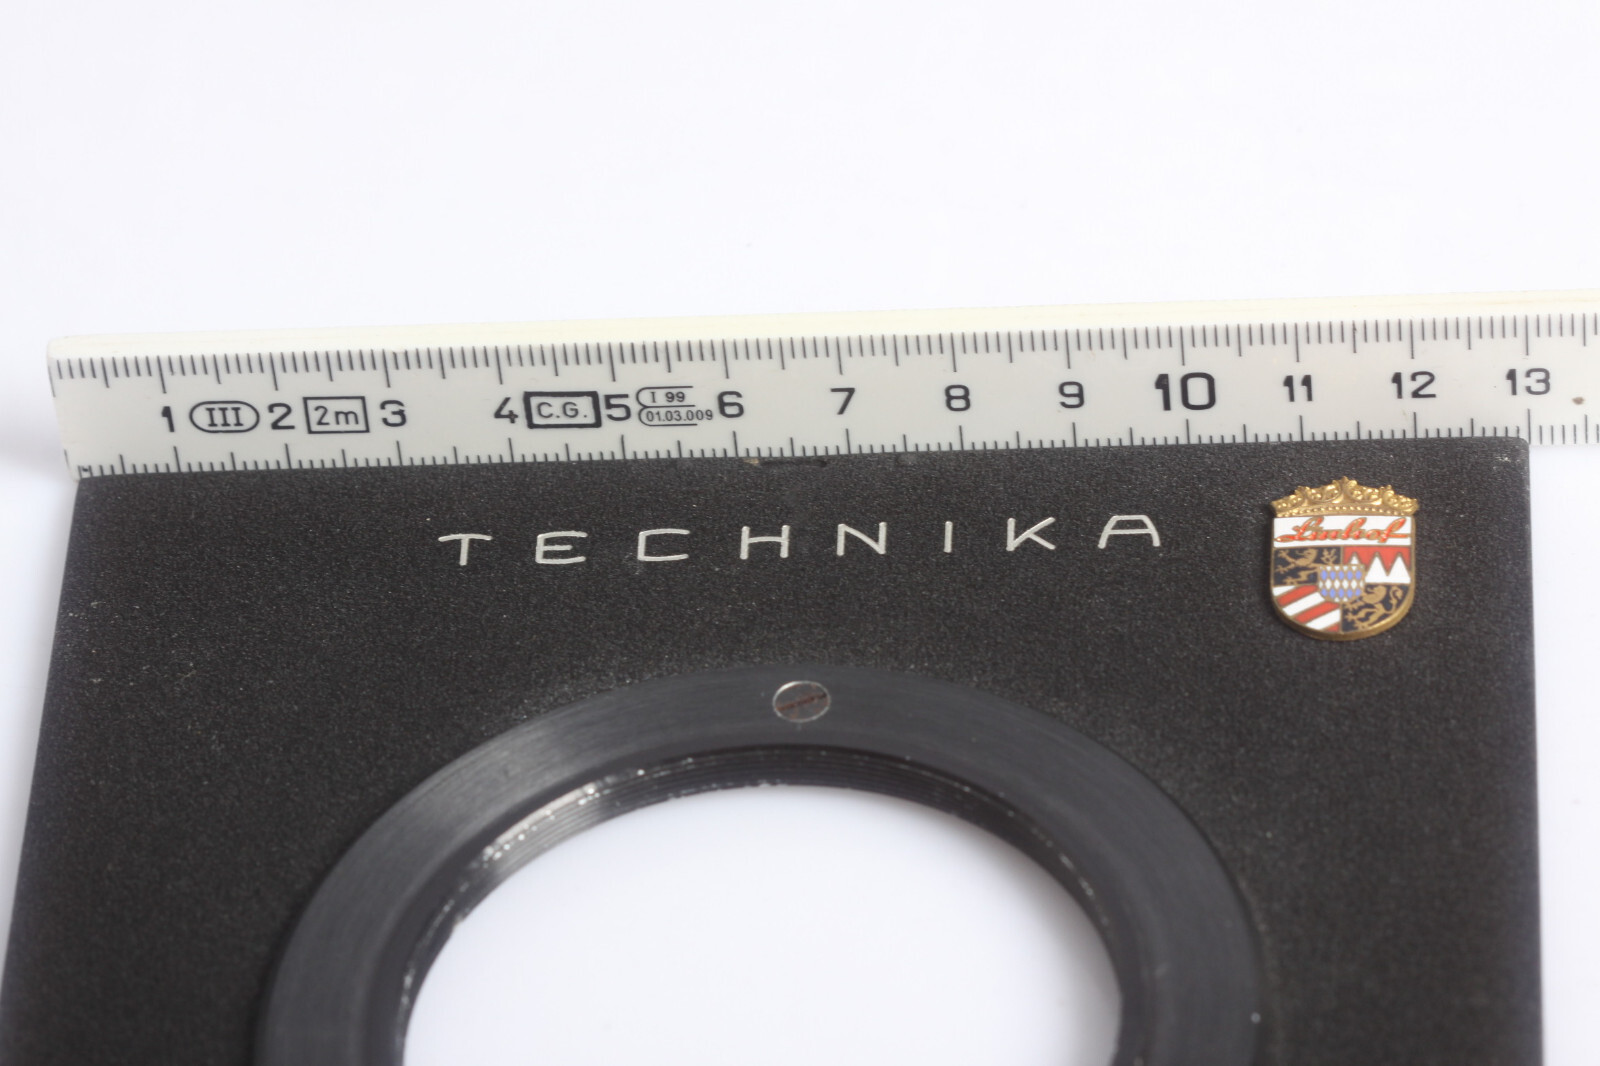 1 III 2 2m 3 4 C.G. 5 I 99 6 7 8 9 10 11 12 13
01.03.009
TECHNIKA
Linhof